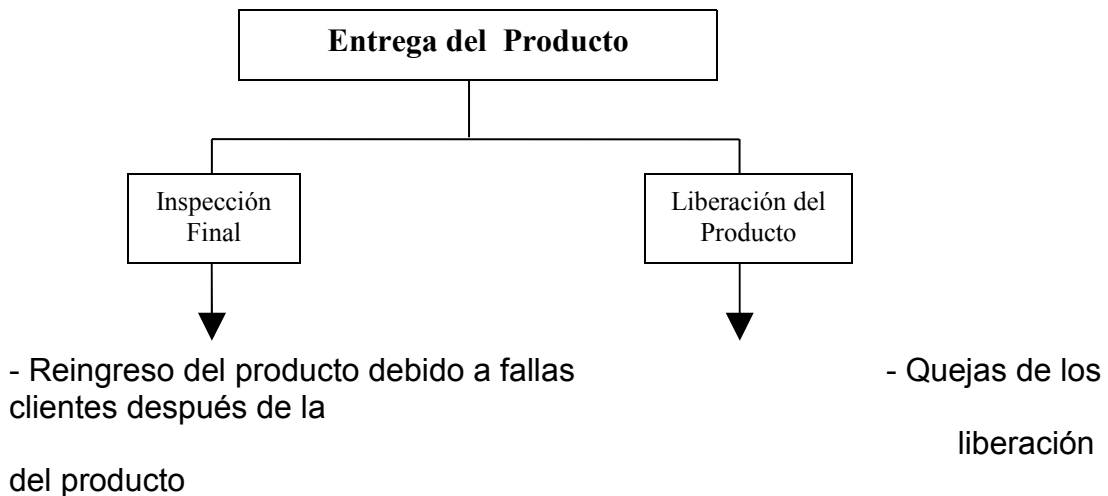 Entrega del Producto
Inspección
Final
Liberación del
Producto
- Reingreso del producto debido a fallas - Quejas de los
clientes después de la
liberación
del producto